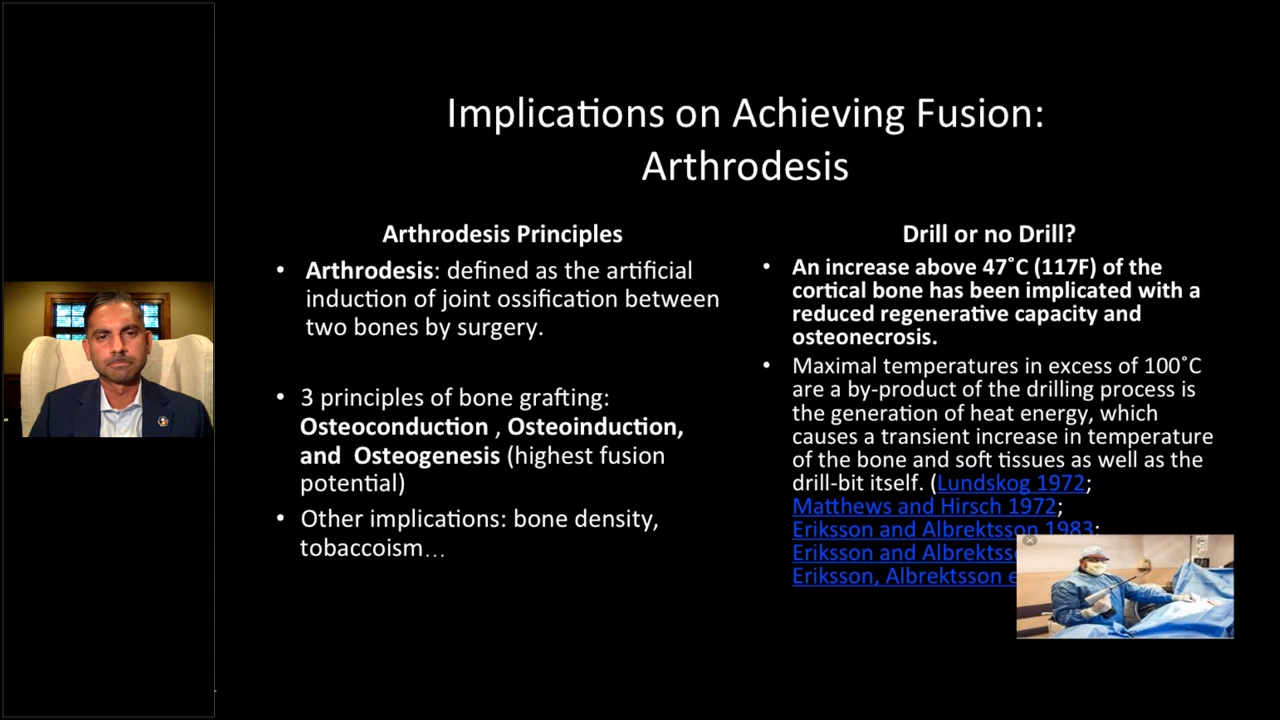 Implications on Achieving Fusion:
Arthrodesis
Arthrodesis Principles
• Arthrodesis: defined as the artificial
induction of joint ossification between
two bones by surgery.
• 3 principles of bone grafting:
Osteoconduction , Osteoinduction,
and Osteogenesis (highest fusion
potential)
• Other implications: bone density,
tobaccoism...
Drill or no Drill?
• An increase above 47˚C (117F) of the
cortical bone has been implicated with a
reduced regenerative capacity and
osteonecrosis.
• Maximal temperatures in excess of 100˚C
are a by-product of the drilling process is
the generation of heat energy, which
causes a transient increase in temperature
of the bone and soft tissues as well as the
drill-bit itself. (Lundskog 1972;
Matthews and Hirsch 1972;
Eriksson and Albrektsson 1983;
Eriksson and
Eriksson, Albrektsson